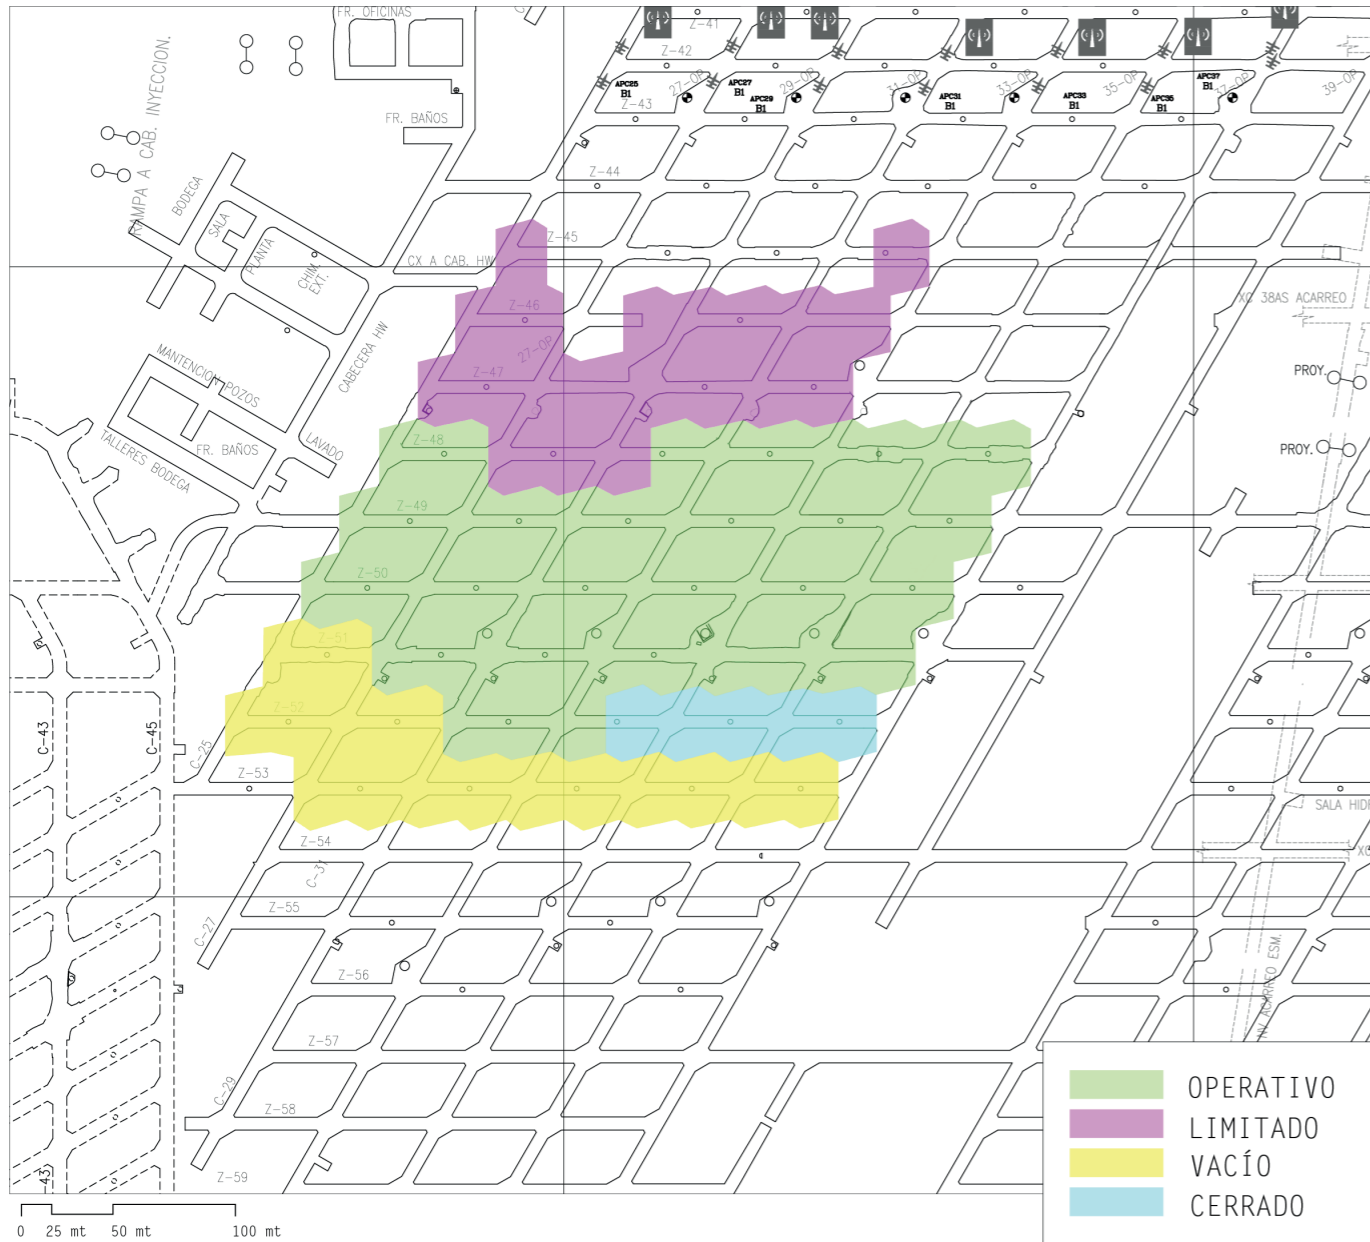 FR. OFICINAS
Z-41
Z-42
RAMPA A CAB. INYECCION.
APC25
B1
27-OP
APC27
B1
APC29
B1
29-OP
31-OP
APC31
B1
33-OP
APC33
B1
35-OP
APC35
B1
APC37
B1
37-OP
39-OP
Z-43
FR. BAÑOS
Z-44
BODEGA
SALA
PLANTA
CHIM.
EXT.
Z-45
CX A CAB. HW
Z-46
XC 38AS ACARREO
27-OP
CABECERA HW
MANTENCION POZOS
Z-47
PROY.
TALLERES BODEGA
FR. BAÑOS
LAVADO
Z-48
PROY.
Z-49
Z-50
Z-51
Z-52
C-43
C-45
C-25
Z-53
SALA HID
Z-54
XC
C-31
Z-55
C-27
Z-56
NV ACARREO ESM.
Z-57
C-29
Z-58
Z-59
43
OPERATIVO
LIMITADO
VACÍO
CERRADO
0 25 mt 50 mt 100 mt